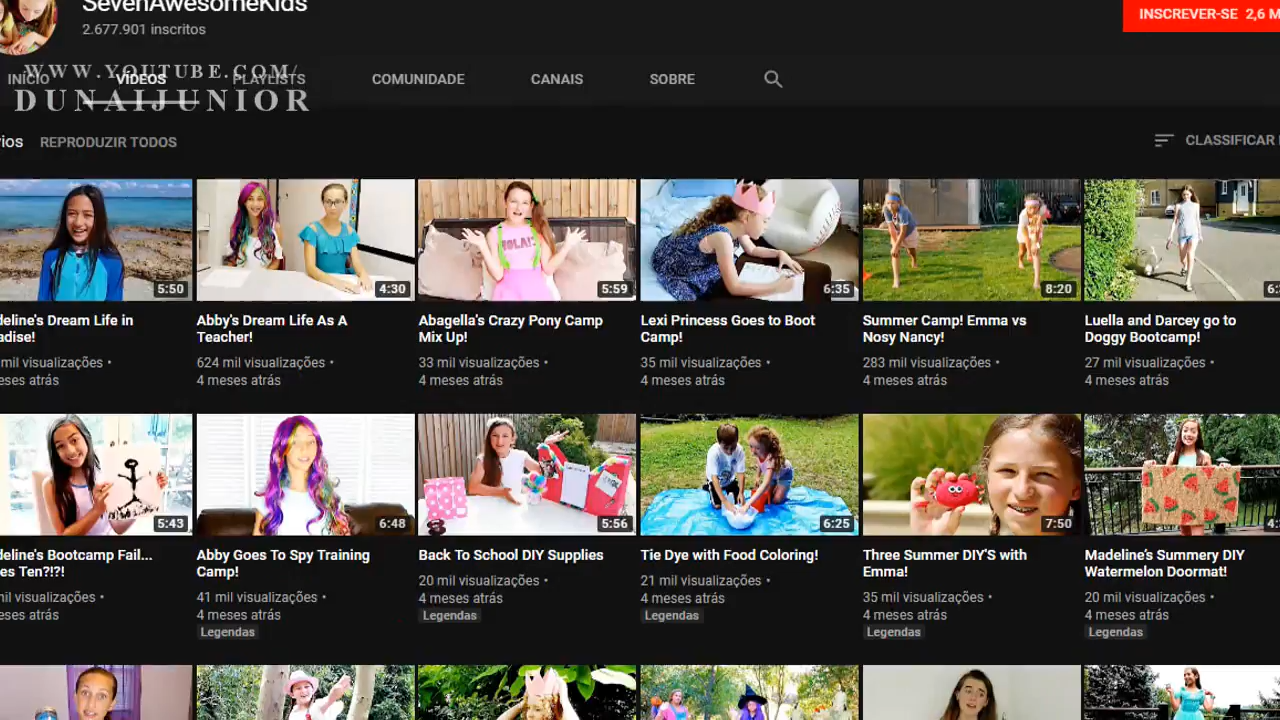 SevenAwesomeKids
2.677.901 inscritos
INSCREVER-SE 2,6 M
WWW.YOUTUBE.COM/
DUNAIJUNIOR
INÍCIO VÍDEOS PLAYLISTS COMUNIDADE CANAIS SOBRE
REPRODUZIR TODOS
CLASSIFICAR
5:50 4:30 5:59 6:35 8:20
Dream Life in
Abby's Dream Life As A
Teacher!
Abagella's Crazy Pony Camp
Mix Up!
Lexi Princess Goes to Boot
Camp!
Summer Camp! Emma vs
Nosy Nancy!
Luella and Darcey go to
Doggy Bootcamp!
mil visualizações •
atrás
624 mil visualizações •
4 meses atrás
33 mil visualizações •
4 meses atrás
35 mil visualizações •
4 meses atrás
283 mil visualizações •
4 meses atrás
27 mil visualizações •
4 meses atrás
5:43 6:48 5:56 6:25 7:50
Bootcamp Fail...
Ten?!?!
Abby Goes To Spy Training
Camp!
Back To School DIY Supplies
Tie Dye with Food Coloring!
Three Summer DIY'S with
Emma!
Madeline's Summery DIY
Watermelon Doormat!
visualizações •
atrás
41 mil visualizações •
4 meses atrás
Legendas
20 mil visualizações •
4 meses atrás
Legendas
21 mil visualizações •
4 meses atrás
Legendas
35 mil visualizações •
4 meses atrás
Legendas
20 mil visualizações •
4 meses atrás
Legendas